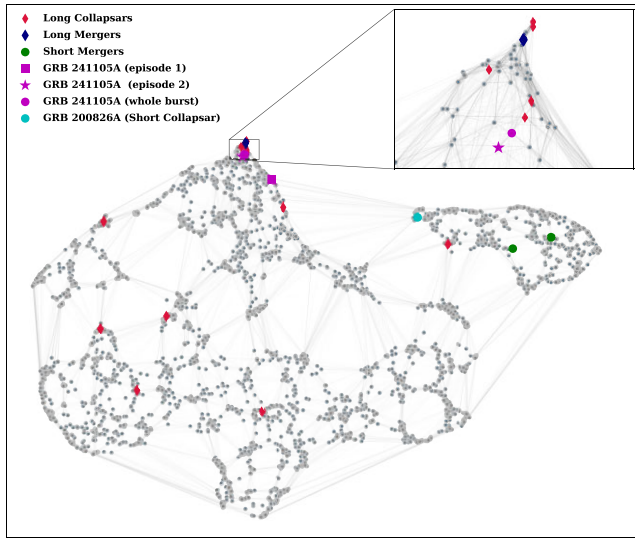 Long Collapsars
Long Mergers
Short Mergers
GRB 241105A (episode 1)
GRB 241105A (episode 2)
GRB 241105A (whole burst)
GRB 200826A (Short Collapsar)